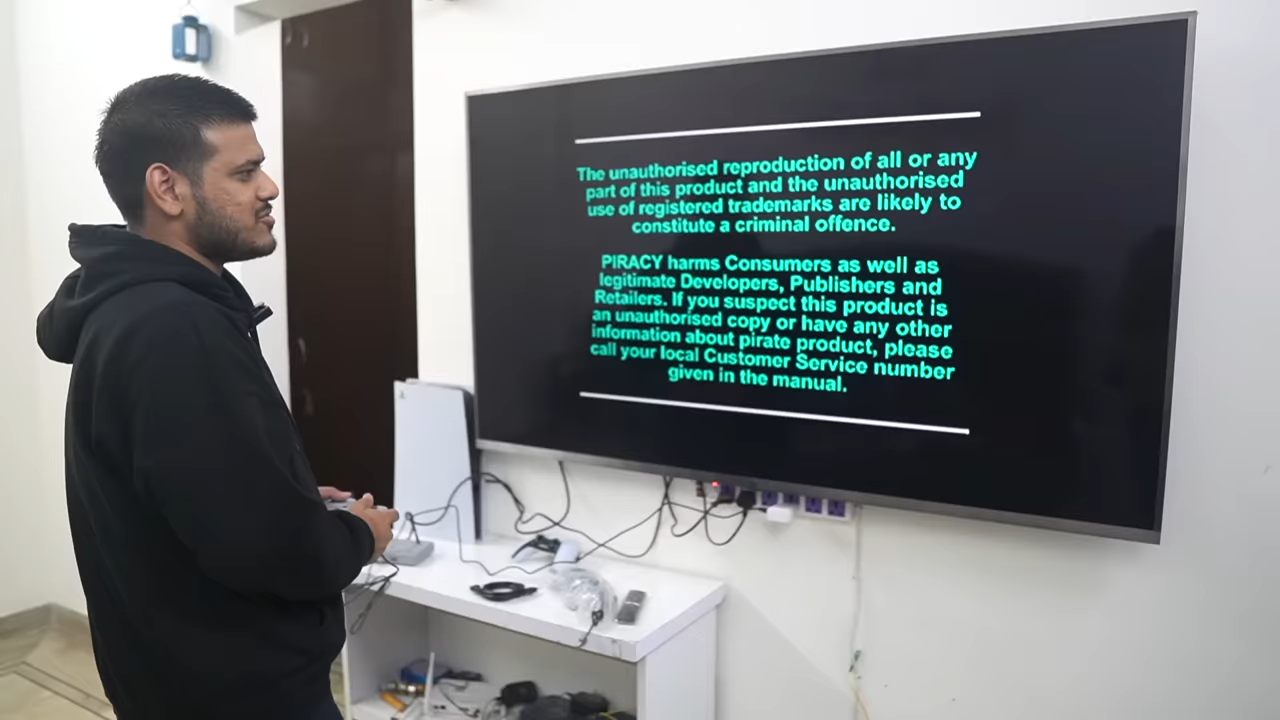 The unauthorised reproduction of all or any
part of this product and the unauthorised
use of registered trademarks are likely to
constitute a criminal offence.
PIRACY harms Consumers as well as
legitimate Developers, Publishers and
Retailers. If you suspect this product is
an unauthorised copy or have any other
information about pirate product, please
call your local Customer Service number
given in the manual.